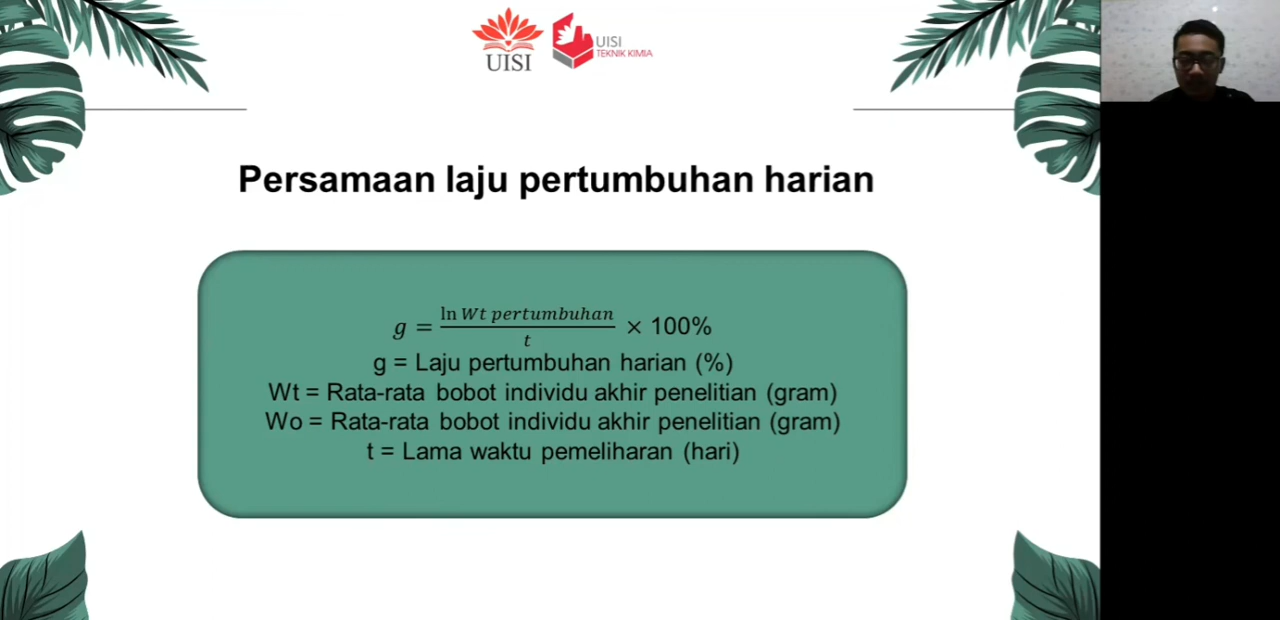 UISI
UISI
TEKNIK KIMIA
Persamaan laju pertumbuhan harian
g = ln Wt pertumbuhan / t × 100%
g = Laju pertumbuhan harian (%)
Wt = Rata-rata bobot individu akhir penelitian (gram)
Wo = Rata-rata bobot individu akhir penelitian (gram)
t = Lama waktu pemeliharan (hari)